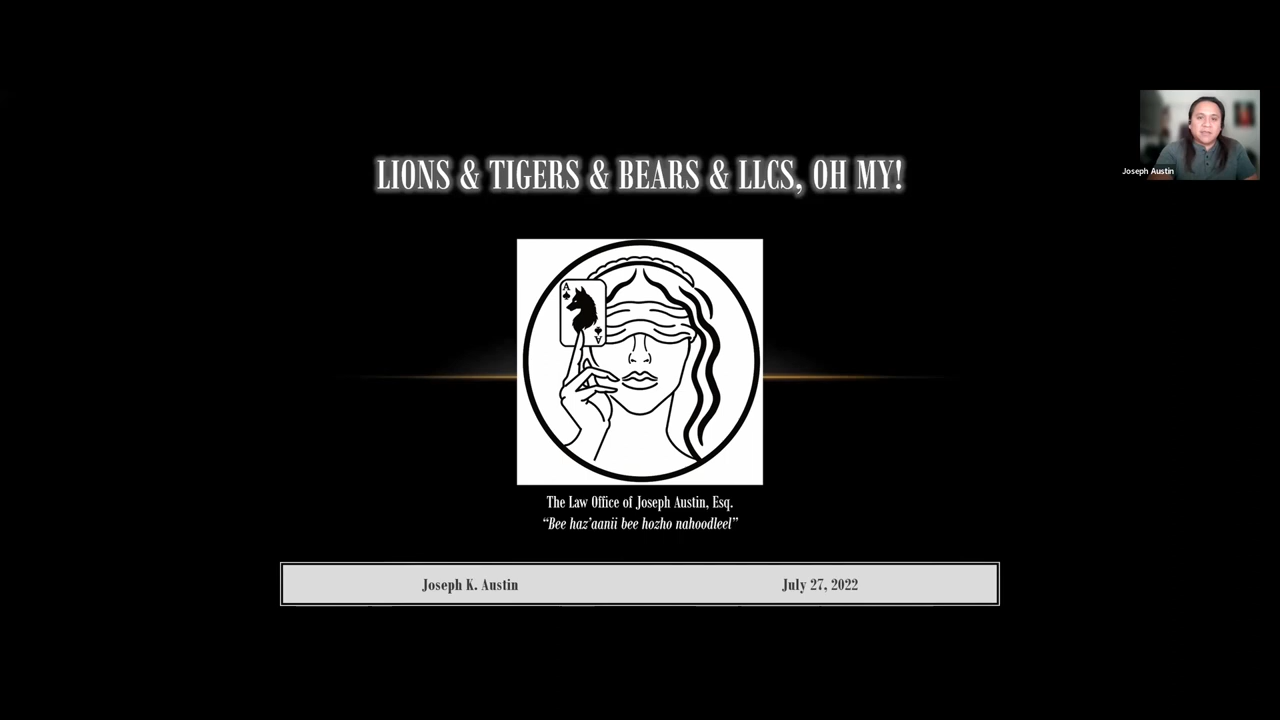 LIONS & TIGERS & BEARS & LLCS, OH MY!
Joseph Austin
A
A
The Law Office of Joseph Austin, Esq.
“Bee haz’aanii bee hozho nahoodleel”
Joseph K. Austin
July 27, 2022